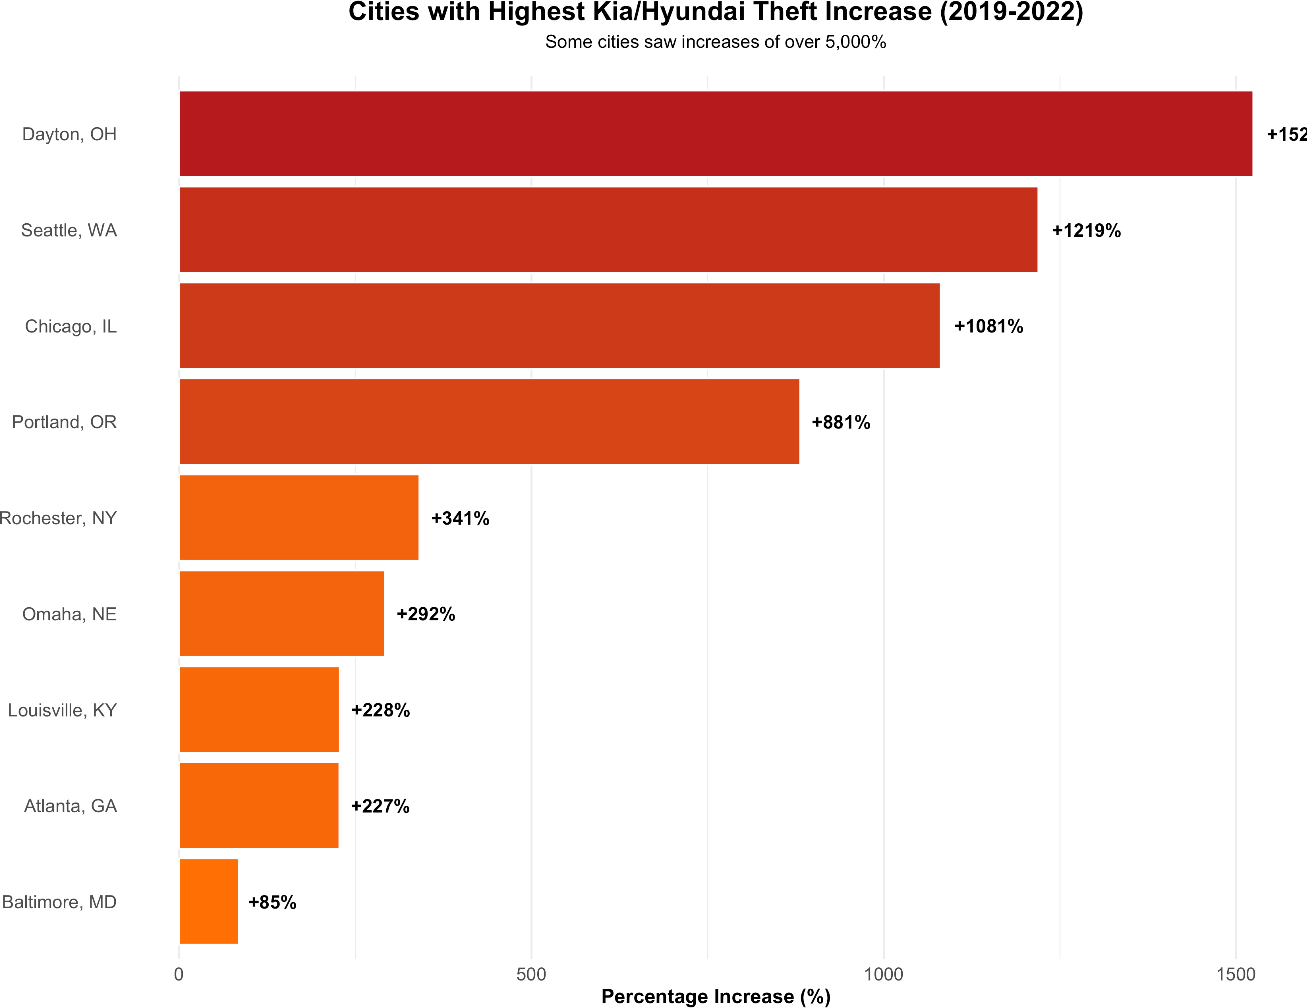 Cities with Highest Kia/Hyundai Theft Increase (2019-2022)
Some cities saw increases of over 5,000%
Dayton, OH +152
Seattle, WA +1219%
Chicago, IL +1081%
Portland, OR +881%
Rochester, NY +341%
Omaha, NE +292%
Louisville, KY +228%
Atlanta, GA +227%
Baltimore, MD +85%
0 500 1000 1500
Percentage Increase (%)